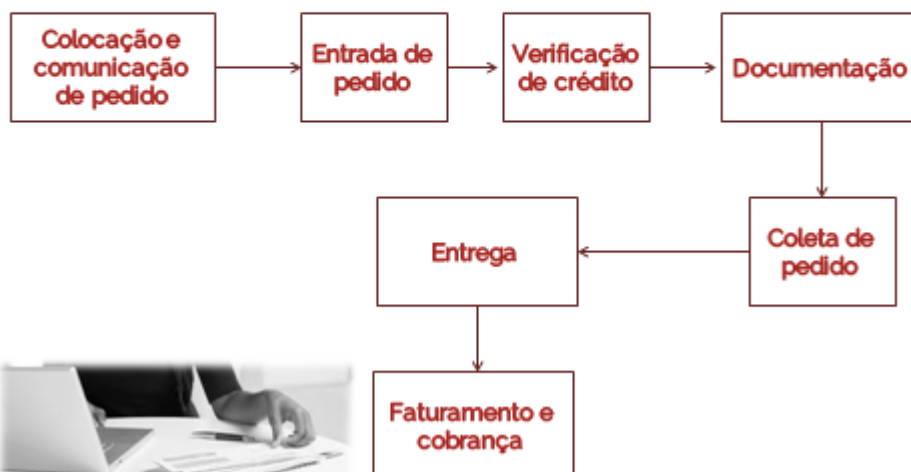 Colocação e
comunicação
de pedido
Entrada de
pedido
Verificação
de crédito
Documentação
Coleta de
pedido
Entrega
Faturamento e
cobrança